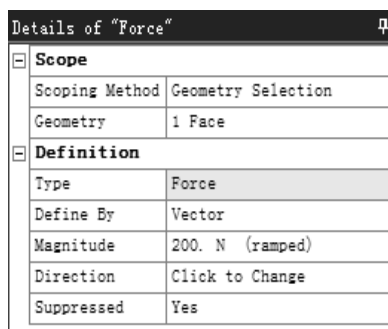 Details of "Force"
Scope
Scoping Method Geometry Selection
Geometry 1 Face
Definition
Type Force
Define By Vector
Magnitude 200. N (ramped)
Direction Click to Change
Suppressed Yes